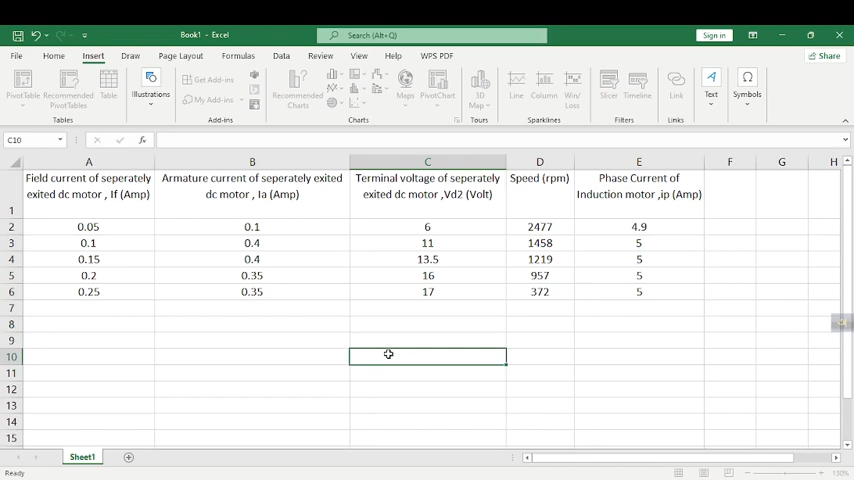 Book1 - Excel
Search (Alt+Q)
Sign in
File Home Insert Draw Page Layout Formulas Data Review View Help WPS PDF
Share
PivotTable
Recommended PivotTables
Table
Tables
Illustrations
Get Add-ins
My Add-ins
Add-ins
Recommended Charts
Maps
PivotChart
Charts
3D Map
Tours
Line
Column
Win/Loss
Sparklines
Slicer
Timeline
Filters
Link
Links
Text
Symbols
Symbols
C10
fx
A B C D E F G H
Field current of seperately exited dc motor , If (Amp)
Armature current of seperately exited dc motor , Ia (Amp)
Terminal voltage of seperately exited dc motor ,Vd2 (Volt)
Speed (rpm)
Phase Current of Induction motor ,ip (Amp)
1
2 0.05 0.1 6 2477 4.9
3 0.1 0.4 11 1458 5
4 0.15 0.4 13.5 1219 5
5 0.2 0.35 16 957 5
6 0.25 0.35 17 372 5
7
8
9
10
11
12
13
14
15
Sheet1
Ready
130%